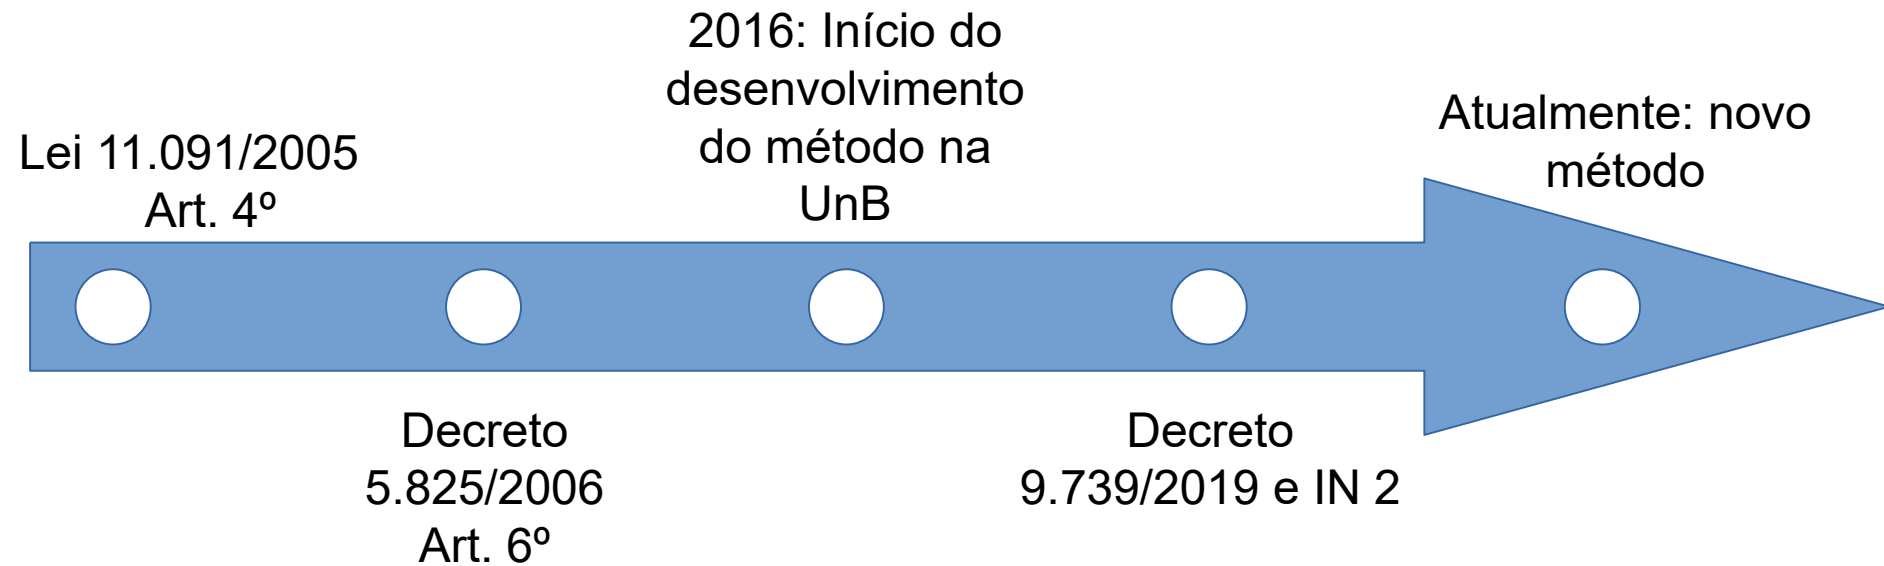 Lei 11.091/2005
Art. 4º
Decreto
5.825/2006
Art. 6º
2016: Início do
desenvolvimento
do método na
UnB
Decreto
9.739/2019 e IN 2
Atualmente: novo
método